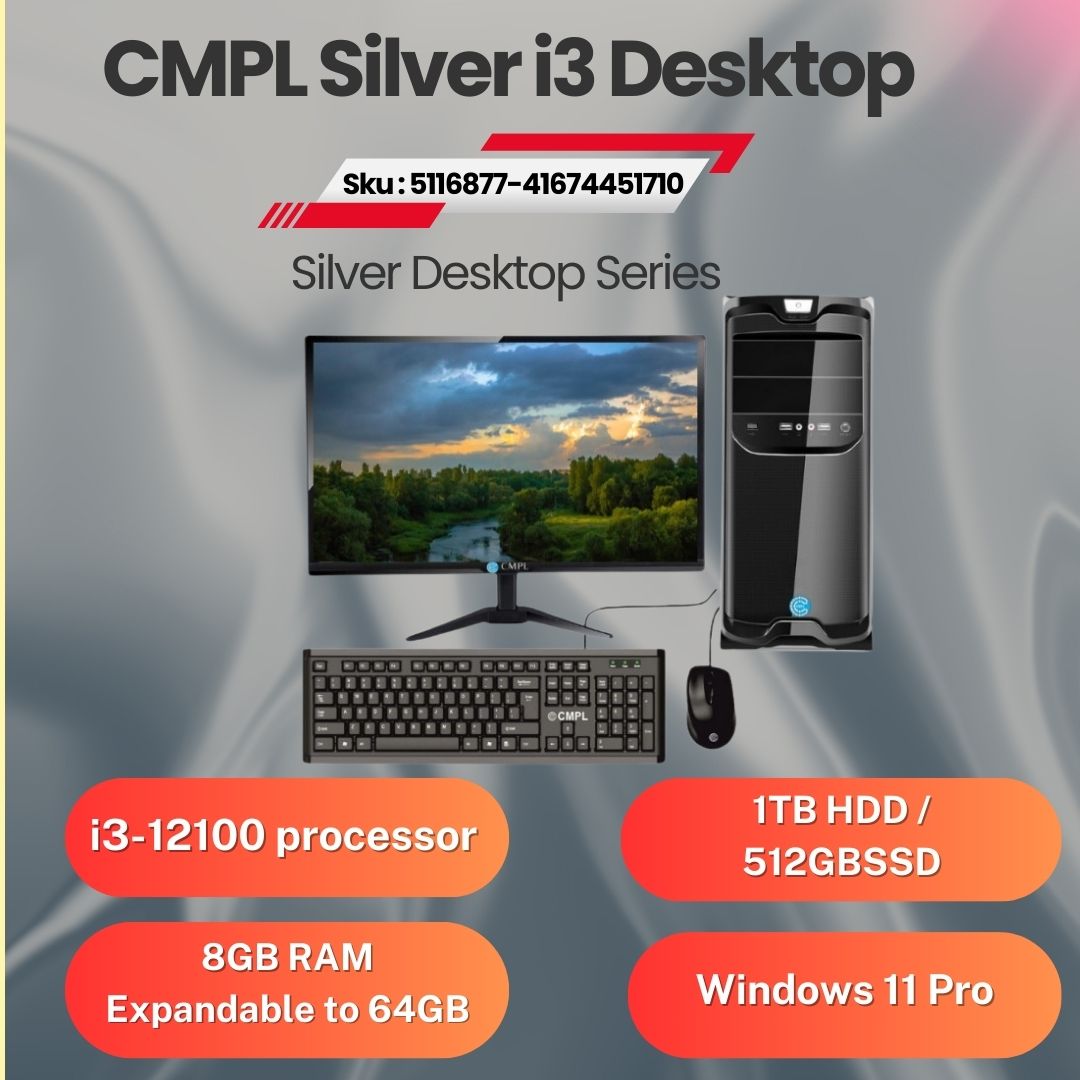 CMPL Silver i3 Desktop
Sku : 5116877-41674451710
Silver Desktop Series
CMPL
CMPL
i3-12100 processor
1TB HDD /
512GBSSD
8GB RAM
Expandable to 64GB
Windows 11 Pro